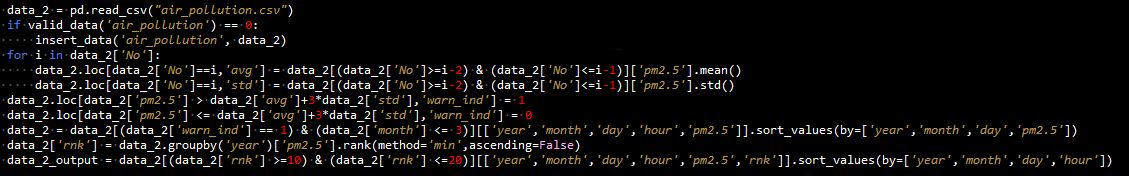 data_2 = pd.read_csv("air_pollution.csv")
if valid_data('air_pollution') == 0:
    insert_data('air_pollution', data_2)
for i in data_2['No']:
    data_2.loc[data_2['No']==i,'avg'] = data_2[(data_2['No']>=i-2) & (data_2['No']<=i-1)]['pm2.5'].mean()
    data_2.loc[data_2['No']==i,'std'] = data_2[(data_2['No']>=i-2) & (data_2['No']<=i-1)]['pm2.5'].std()
data_2.loc[data_2['pm2.5'] > data_2['avg']+3*data_2['std'],'warn_ind'] = 1
data_2.loc[data_2['pm2.5'] <= data_2['avg']+3*data_2['std'],'warn_ind'] = 0
data_2 = data_2[(data_2['warn_ind'] == 1) & (data_2['month'] <= 3)][['year','month','day','hour','pm2.5']].sort_values(by=['year','month','day','pm2.5'])
data_2['rnk'] = data_2.groupby('year')['pm2.5'].rank(method='min',ascending=False)
data_2_output = data_2[(data_2['rnk'] >=10) & (data_2['rnk'] <=20)][['year','month','day','hour','pm2.5','rnk']].sort_values(by=['year','month','day','hour'])